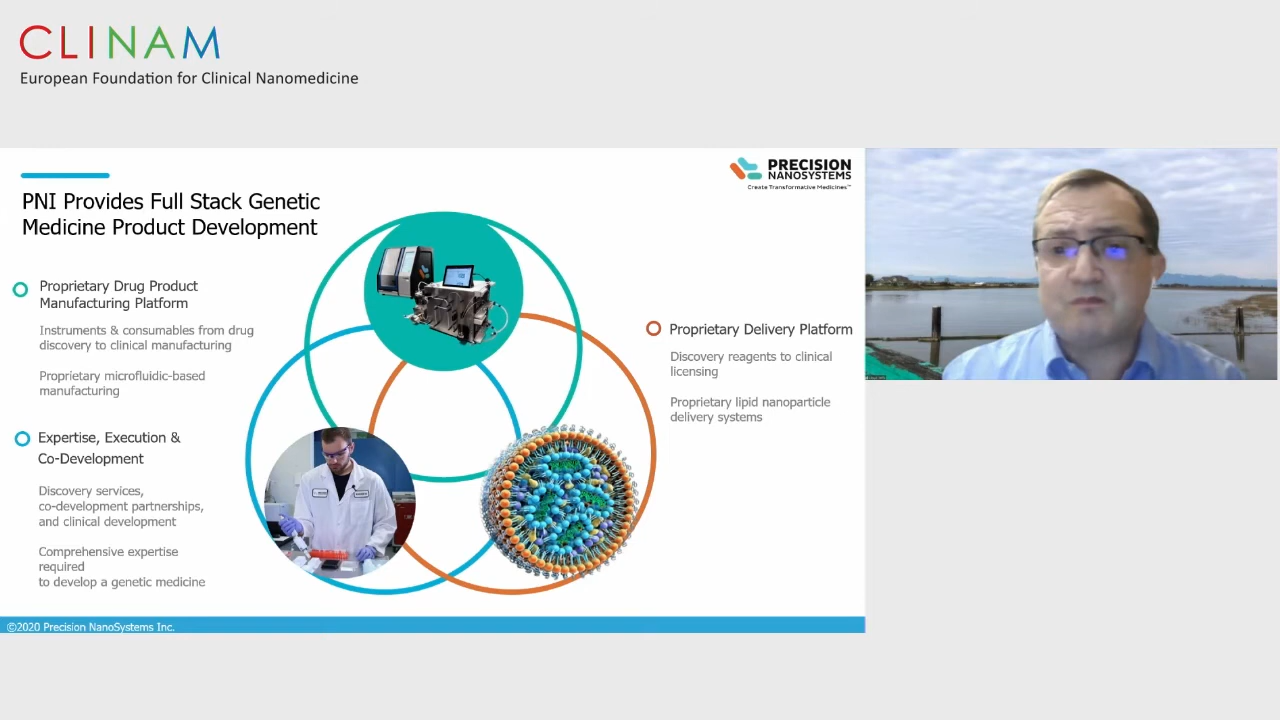 CLINAM
European Foundation for Clinical Nanomedicine
PRECISION
NANOSYSTEMS
Create Transformative Medicines™
PNI Provides Full Stack Genetic
Medicine Product Development
Proprietary Drug Product
Manufacturing Platform
Instruments & consumables from drug
discovery to clinical manufacturing
Proprietary microfluidic-based
manufacturing
Expertise, Execution &
Co-Development
Discovery services,
co-development partnerships,
and clinical development
Comprehensive expertise
required
to develop a genetic medicine
Proprietary Delivery Platform
Discovery reagents to clinical
licensing
Proprietary lipid nanoparticle
delivery systems
©2020 Precision NanoSystems Inc.